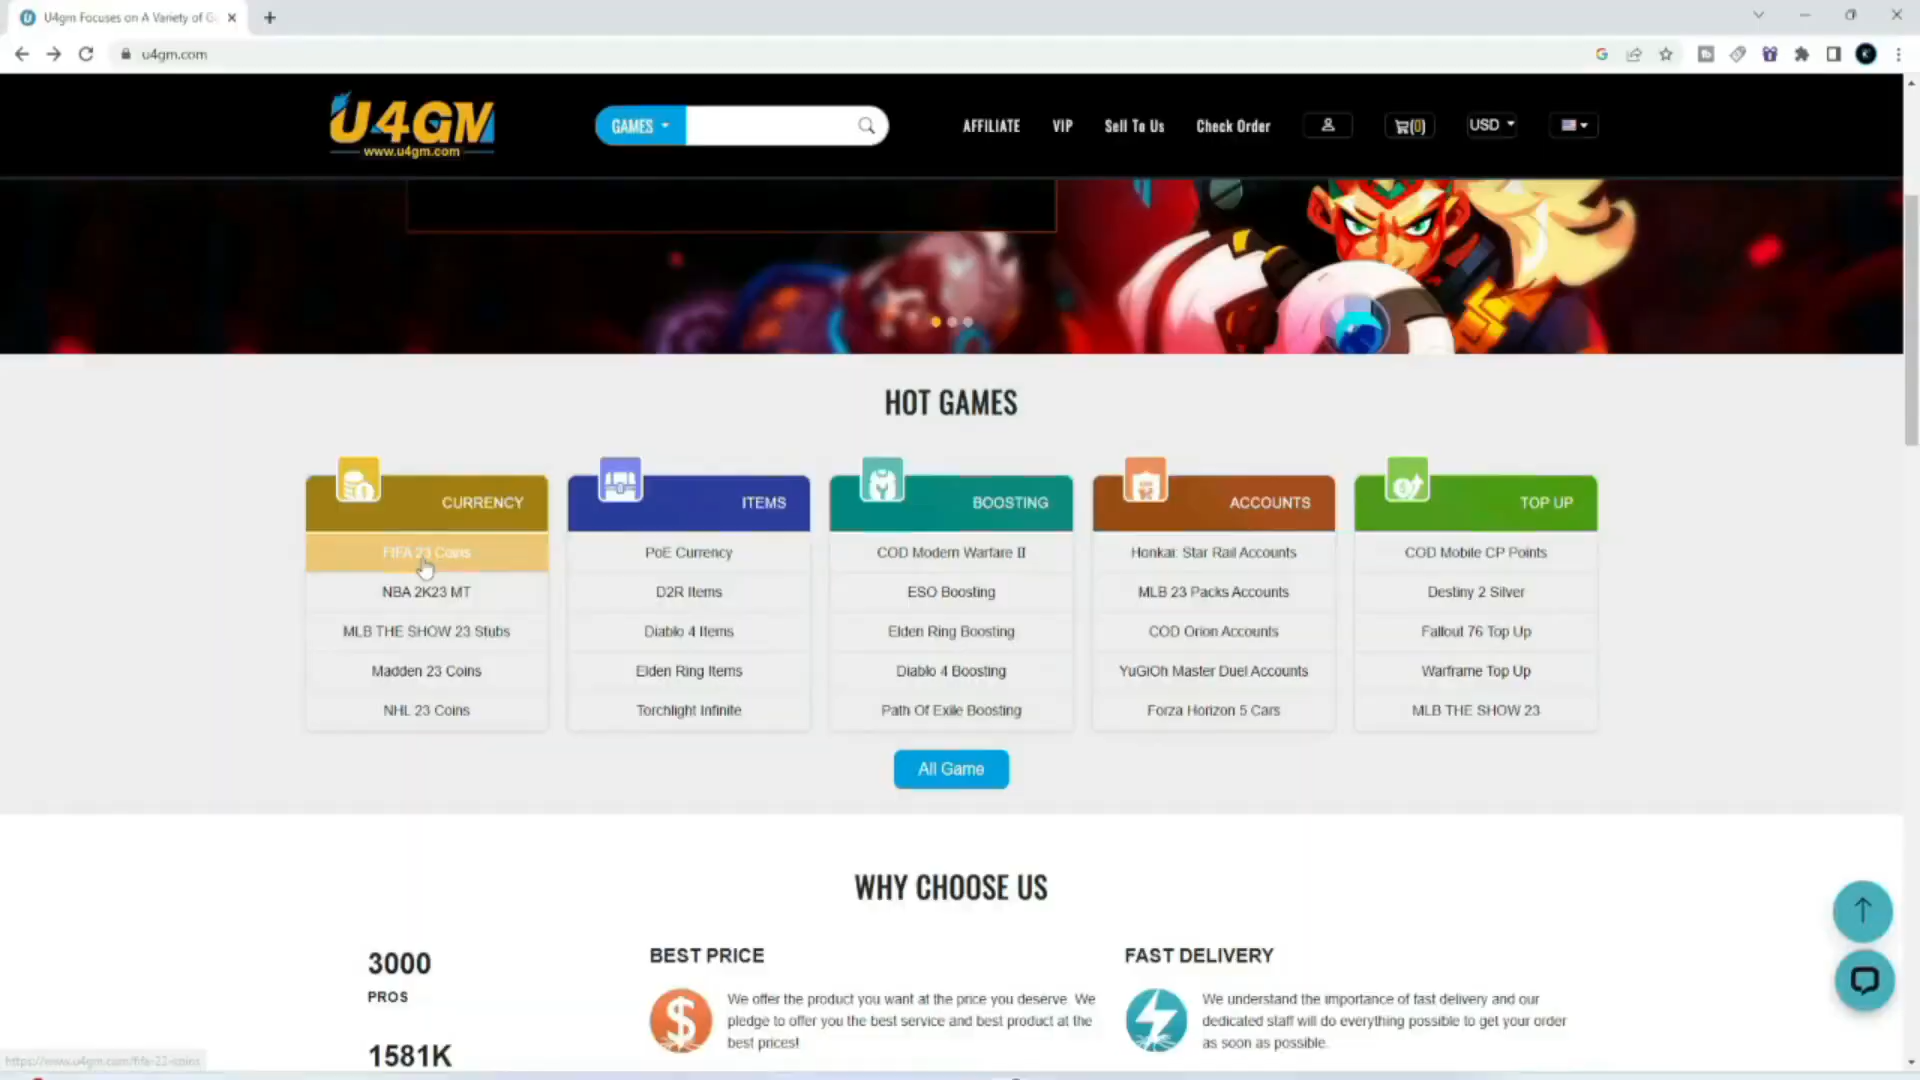 U4gm Focuses on A Variety of G
u4gm.com
U4GM
www.u4gm.com
GAMES
AFFILIATE
VIP
Sell To Us
Check Order
(0)
USD
HOT GAMES
CURRENCY
FIFA 23 Coins
NBA 2K23 MT
MLB THE SHOW 23 Stubs
Madden 23 Coins
NHL 23 Coins
ITEMS
PoE Currency
D2R Items
Diablo 4 Items
Elden Ring Items
Torchlight Infinite
BOOSTING
COD Modern Warfare II
ESO Boosting
Elden Ring Boosting
Diablo 4 Boosting
Path Of Exile Boosting
ACCOUNTS
Honkai: Star Rail Accounts
MLB 23 Packs Accounts
COD Orion Accounts
YuGiOh Master Duel Accounts
Forza Horizon 5 Cars
TOP UP
COD Mobile CP Points
Destiny 2 Silver
Fallout 76 Top Up
Warframe Top Up
MLB THE SHOW 23
All Game
WHY CHOOSE US
3000
PROS
1581K
BEST PRICE
We offer the product you want at the price you deserve. We
pledge to offer you the best service and best product at the
best prices!
FAST DELIVERY
We understand the importance of fast delivery and our
dedicated staff will do everything possible to get your order
as soon as possible.
https://www.u4gm.com/fifa-23-coins